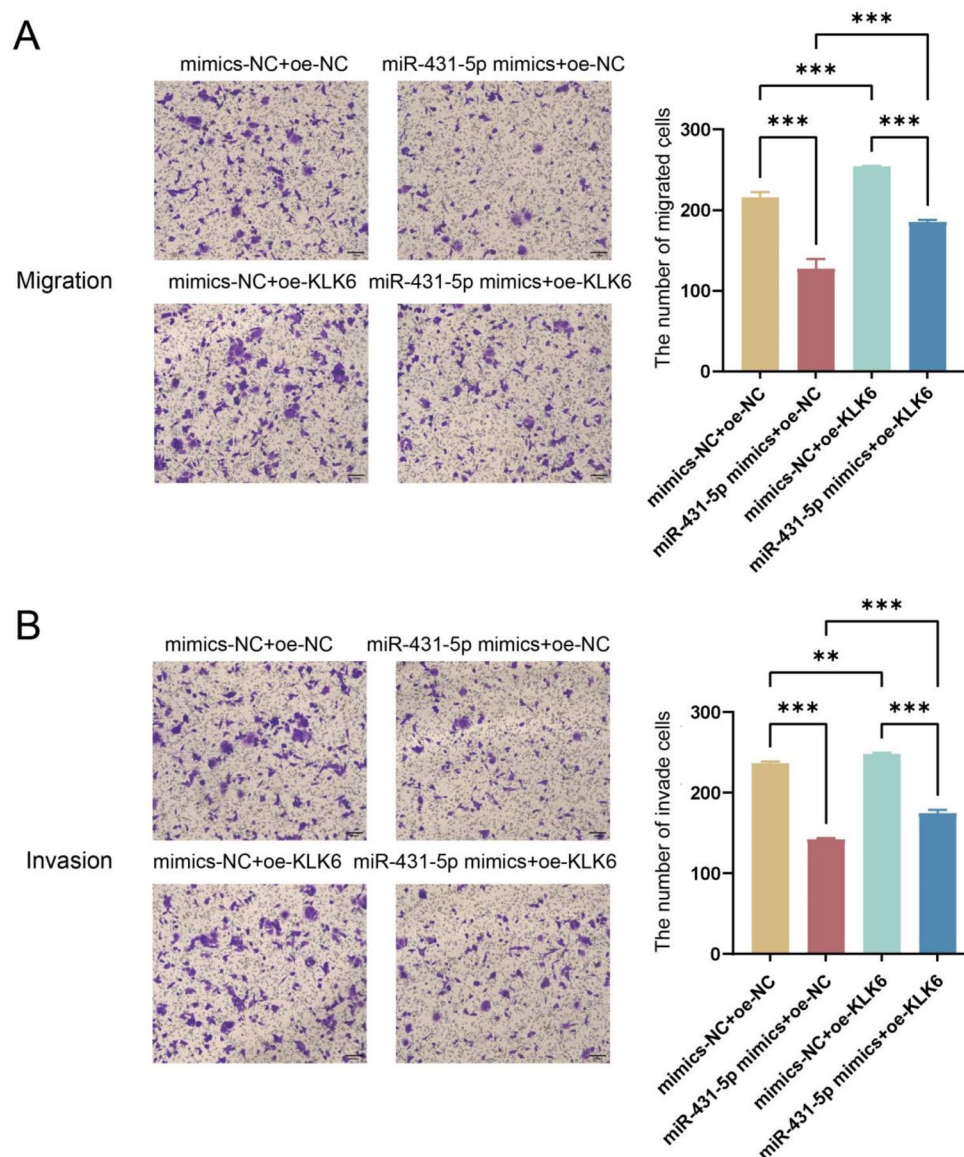 A
mimics-NC+oe-NC
miR-431-5p mimics+oe-NC
Migration
mimics-NC+oe-KLK6
miR-431-5p mimics+oe-KLK6
***
***
***
***
The number of migrated cells
300
200
100
0
mimics-NC+oe-NC
miR-431-5p mimics+oe-NC
mimics-NC+oe-KLK6
miR-431-5p mimics+oe-KLK6
B
mimics-NC+oe-NC
miR-431-5p mimics+oe-NC
Invasion
mimics-NC+oe-KLK6
miR-431-5p mimics+oe-KLK6
***
**
***
***
The number of invade cells
300
200
100
0
mimics-NC+oe-NC
miR-431-5p mimics+oe-NC
mimics-NC+oe-KLK6
miR-431-5p mimics+oe-KLK6